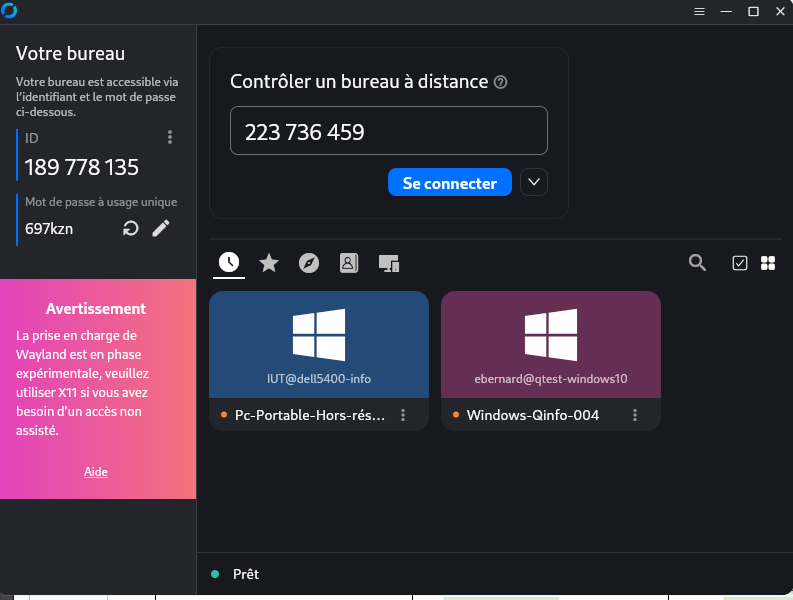 Votre bureau
Votre bureau est accessible via
l'identifiant et le mot de passe
ci-dessous.
ID
189 778 135
Mot de passe à usage unique
697kzn
Avertissement
La prise en charge de
Wayland est en phase
expérimentale, veuillez
utiliser X11 si vous avez
besoin d'un accès non
assisté.
Aide
Contrôler un bureau à distance
223 736 459
Se connecter
IUT@dell5400-info
Pc-Portable-Hors-rés...
ebernard@qtest-windows10
Windows-Qinfo-004
Prêt